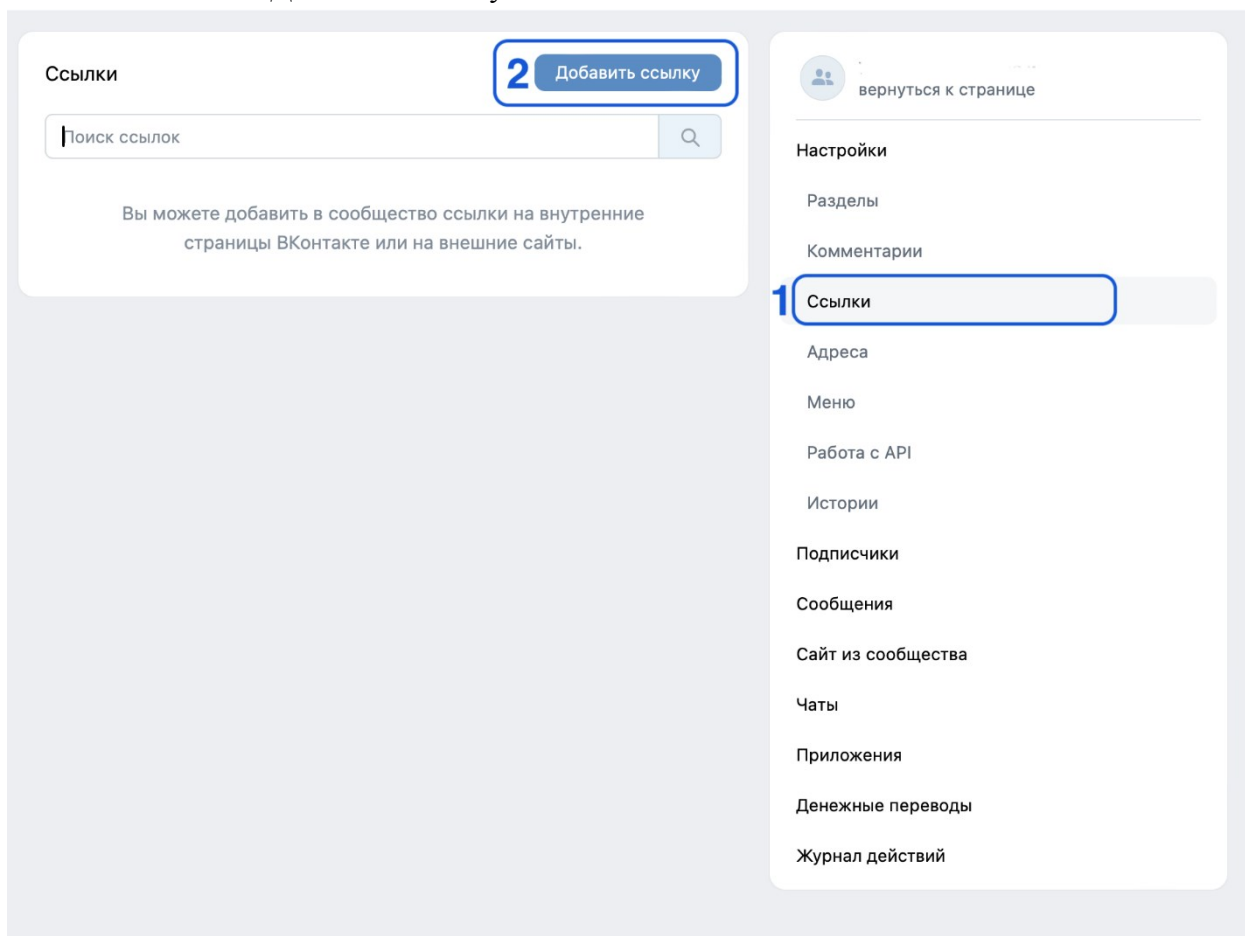 Ссылки
2
Добавить ссылку
Поиск ссылок
Вы можете добавить в сообщество ссылки на внутренние
страницы ВКонтакте или на внешние сайты.
вернуться к странице
Настройки
Разделы
Комментарии
1
Ссылки
Адреса
Меню
Работа с API
Истории
Подписчики
Сообщения
Сайт из сообщества
Чаты
Приложения
Денежные переводы
Журнал действий